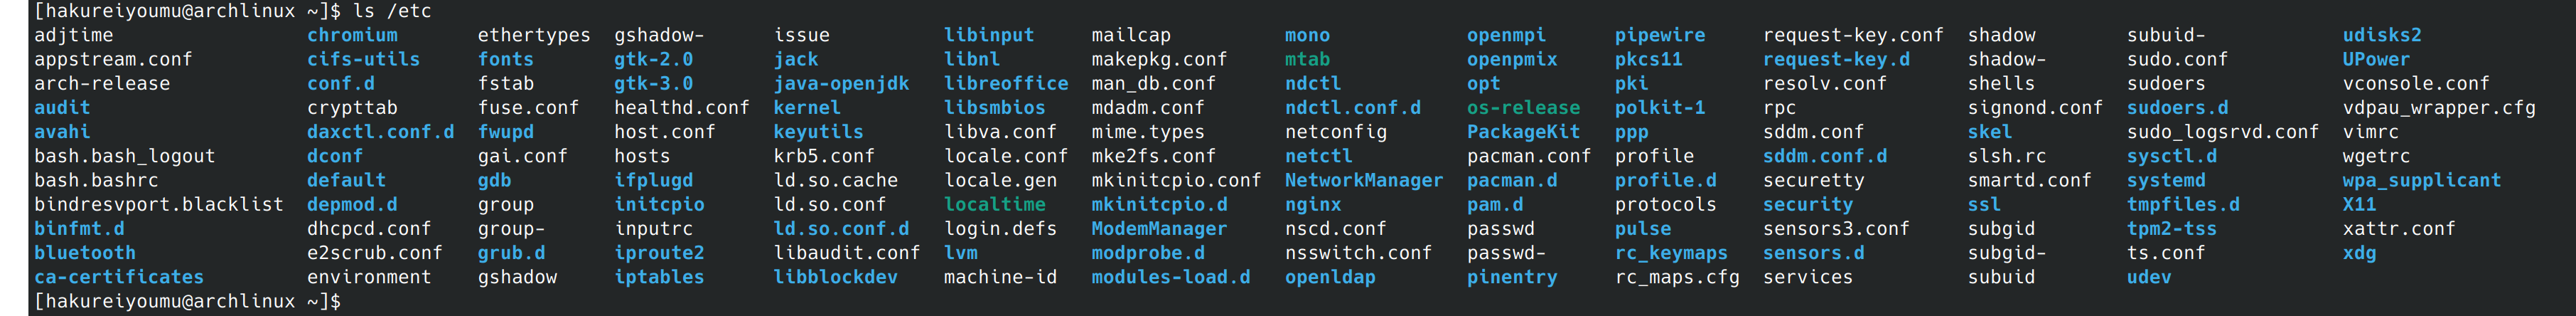 [hakureiyoumu@archlinux ~]$ ls /etc
adjtime chromium ethertypes gshadow- issue libinput mailcap mono openmpi pipewire request-key.conf shadow subuid- udisks2
appstream.conf cifs-utils fonts gtk-2.0 jack libnl makepkg.conf mtab openpmix pkcs11 request-key.d shadow- sudo.conf UPower
arch-release conf.d fstab gtk-3.0 java-openjdk libreoffice man_db.conf ndctl opt pki resolv.conf shells sudoers vconsole.conf
audit crypttab fuse.conf healthd.conf kernel libsmbios mdadm.conf ndctl.conf.d os-release polkit-1 rpc signond.conf sudoers.d vdpau_wrapper.cfg
avahi daxctl.conf.d fwupd host.conf keyutils libva.conf mime.types netconfig PackageKit ppp sddm.conf skel sudo_logsrvd.conf vimrc
bash.bash_logout dconf gai.conf hosts krb5.conf locale.conf mke2fs.conf netctl pacman.conf profile sddm.conf.d slsh.rc sysctl.d wgetrc
bash.bashrc default gdb ifplugd ld.so.cache locale.gen mkinitcpio.conf NetworkManager pacman.d profile.d securetty smartd.conf systemd wpa_supplicant
bindresvport.blacklist depmod.d group initcpio ld.so.conf localtime mkinitcpio.d nginx pam.d protocols security ssl tmpfiles.d X11
binfmt.d dhcpcd.conf group- inputrc ld.so.conf.d login.defs ModemManager nscd.conf passwd pulse sensors3.conf subgid tpm2-tss xattr.conf
bluetooth e2scrub.conf grub.d iproute2 libaudit.conf lvm modprobe.d nsswitch.conf passwd- rc_keymaps sensors.d subgid- ts.conf xdg
ca-certificates environment gshadow iptables libblockdev machine-id modules-load.d openldap pinentry rc_maps.cfg services subuid udev
[hakureiyoumu@archlinux ~]$